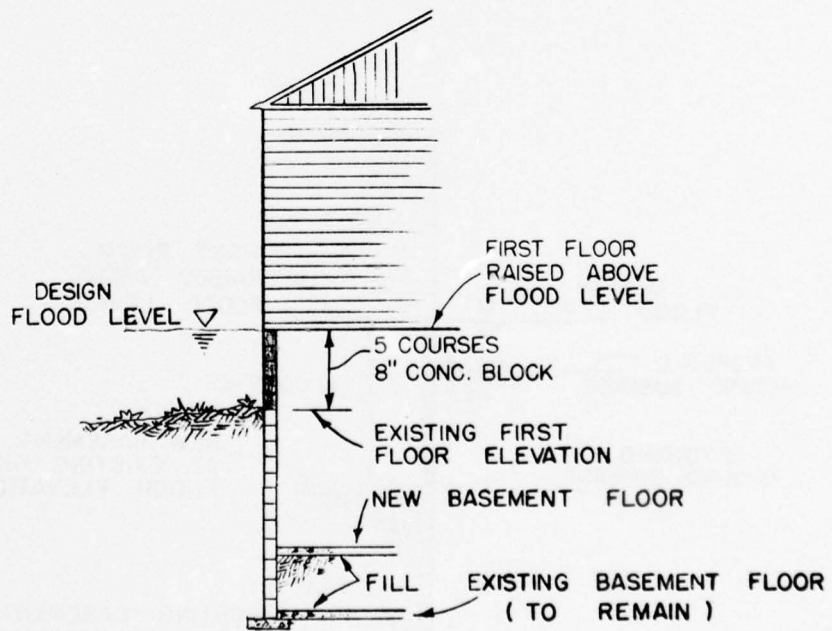 FIRST FLOOR
RAISED ABOVE
FLOOD LEVEL
DESIGN
FLOOD LEVEL
5 COURSES
8" CONC. BLOCK
EXISTING FIRST
FLOOR ELEVATION
NEW BASEMENT FLOOR
FILL
EXISTING BASEMENT FLOOR
( TO REMAIN )